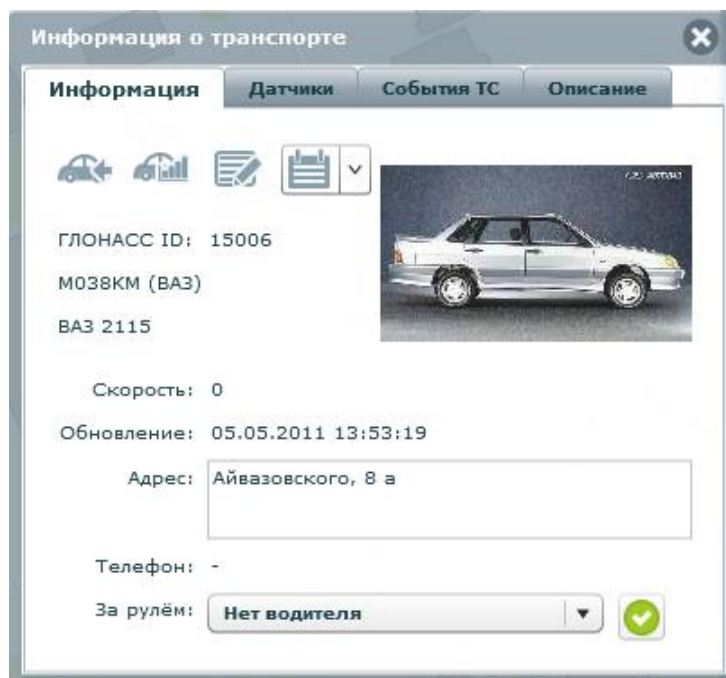 Информация о транспорте
Информация Датчики События ТС Описание
ГЛОНАСС ID: 15006
М038КМ (ВАЗ)
ВАЗ 2115
Скорость: 0
Обновление: 05.05.2011 13:53:19
Адрес: Айвазовского, 8 а
Телефон: -
За рулём: Нет водителя